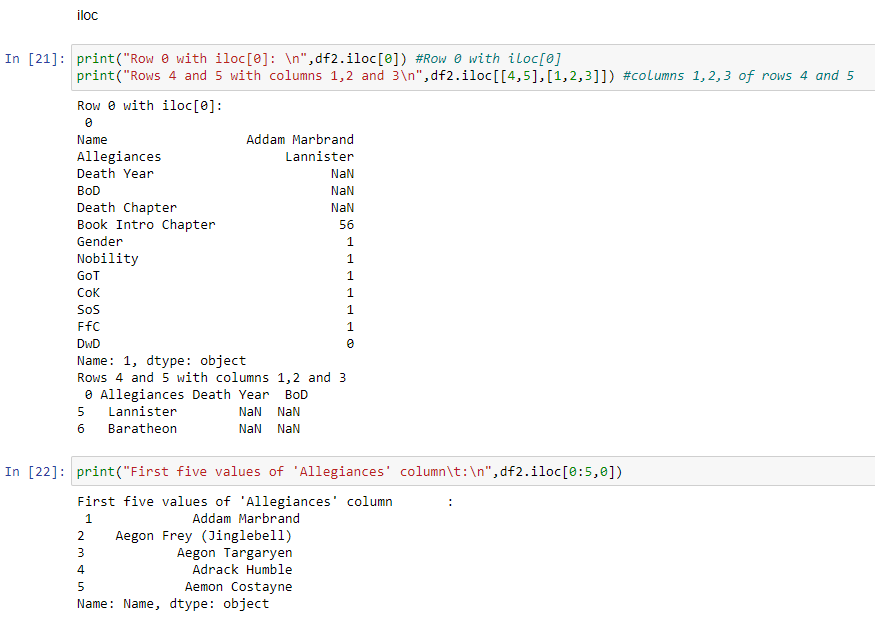 iloc
In [21]: print("Row 0 with iloc[0]: \n",df2.iloc[0]) #Row 0 with iloc[0]
print("Rows 4 and 5 with columns 1,2 and 3\n",df2.iloc[[4,5],[1,2,3]]) #columns 1,2,3 of rows 4 and 5
Row 0 with iloc[0]:
0
Name Addam Marbrand
Allegiances Lannister
Death Year NaN
BoD NaN
Death Chapter NaN
Book Intro Chapter 56
Gender 1
Nobility 1
GoT 1
CoK 1
SoS 1
FfC 1
DwD 0
Name: 1, dtype: object
Rows 4 and 5 with columns 1,2 and 3
0 Allegiances Death Year BoD
5 Lannister NaN NaN
6 Baratheon NaN NaN
In [22]: print("First five values of 'Allegiances' column\t:\n",df2.iloc[0:5,0])
First five values of 'Allegiances' column :
1 Addam Marbrand
2 Aegon Frey (Jinglebell)
3 Aegon Targaryen
4 Adrack Humble
5 Aemon Costayne
Name: Name, dtype: object